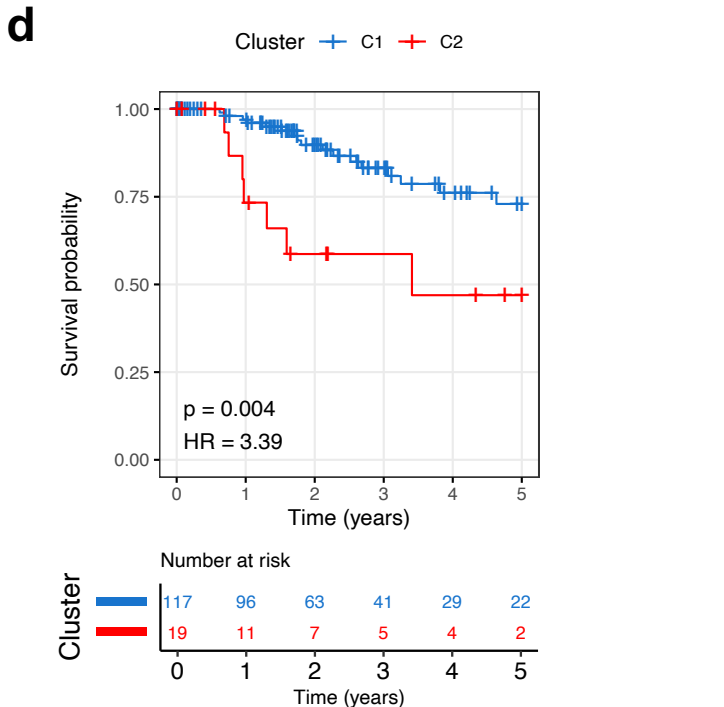 d
Cluster C1 C2
Survival probability
1.00
0.75
0.50
0.25
0.00
p = 0.004
HR = 3.39
0 1 2 3 4 5
Time (years)
Number at risk
Cluster
117 96 63 41 29 22
19 11 7 5 4 2
0 1 2 3 4 5
Time (years)